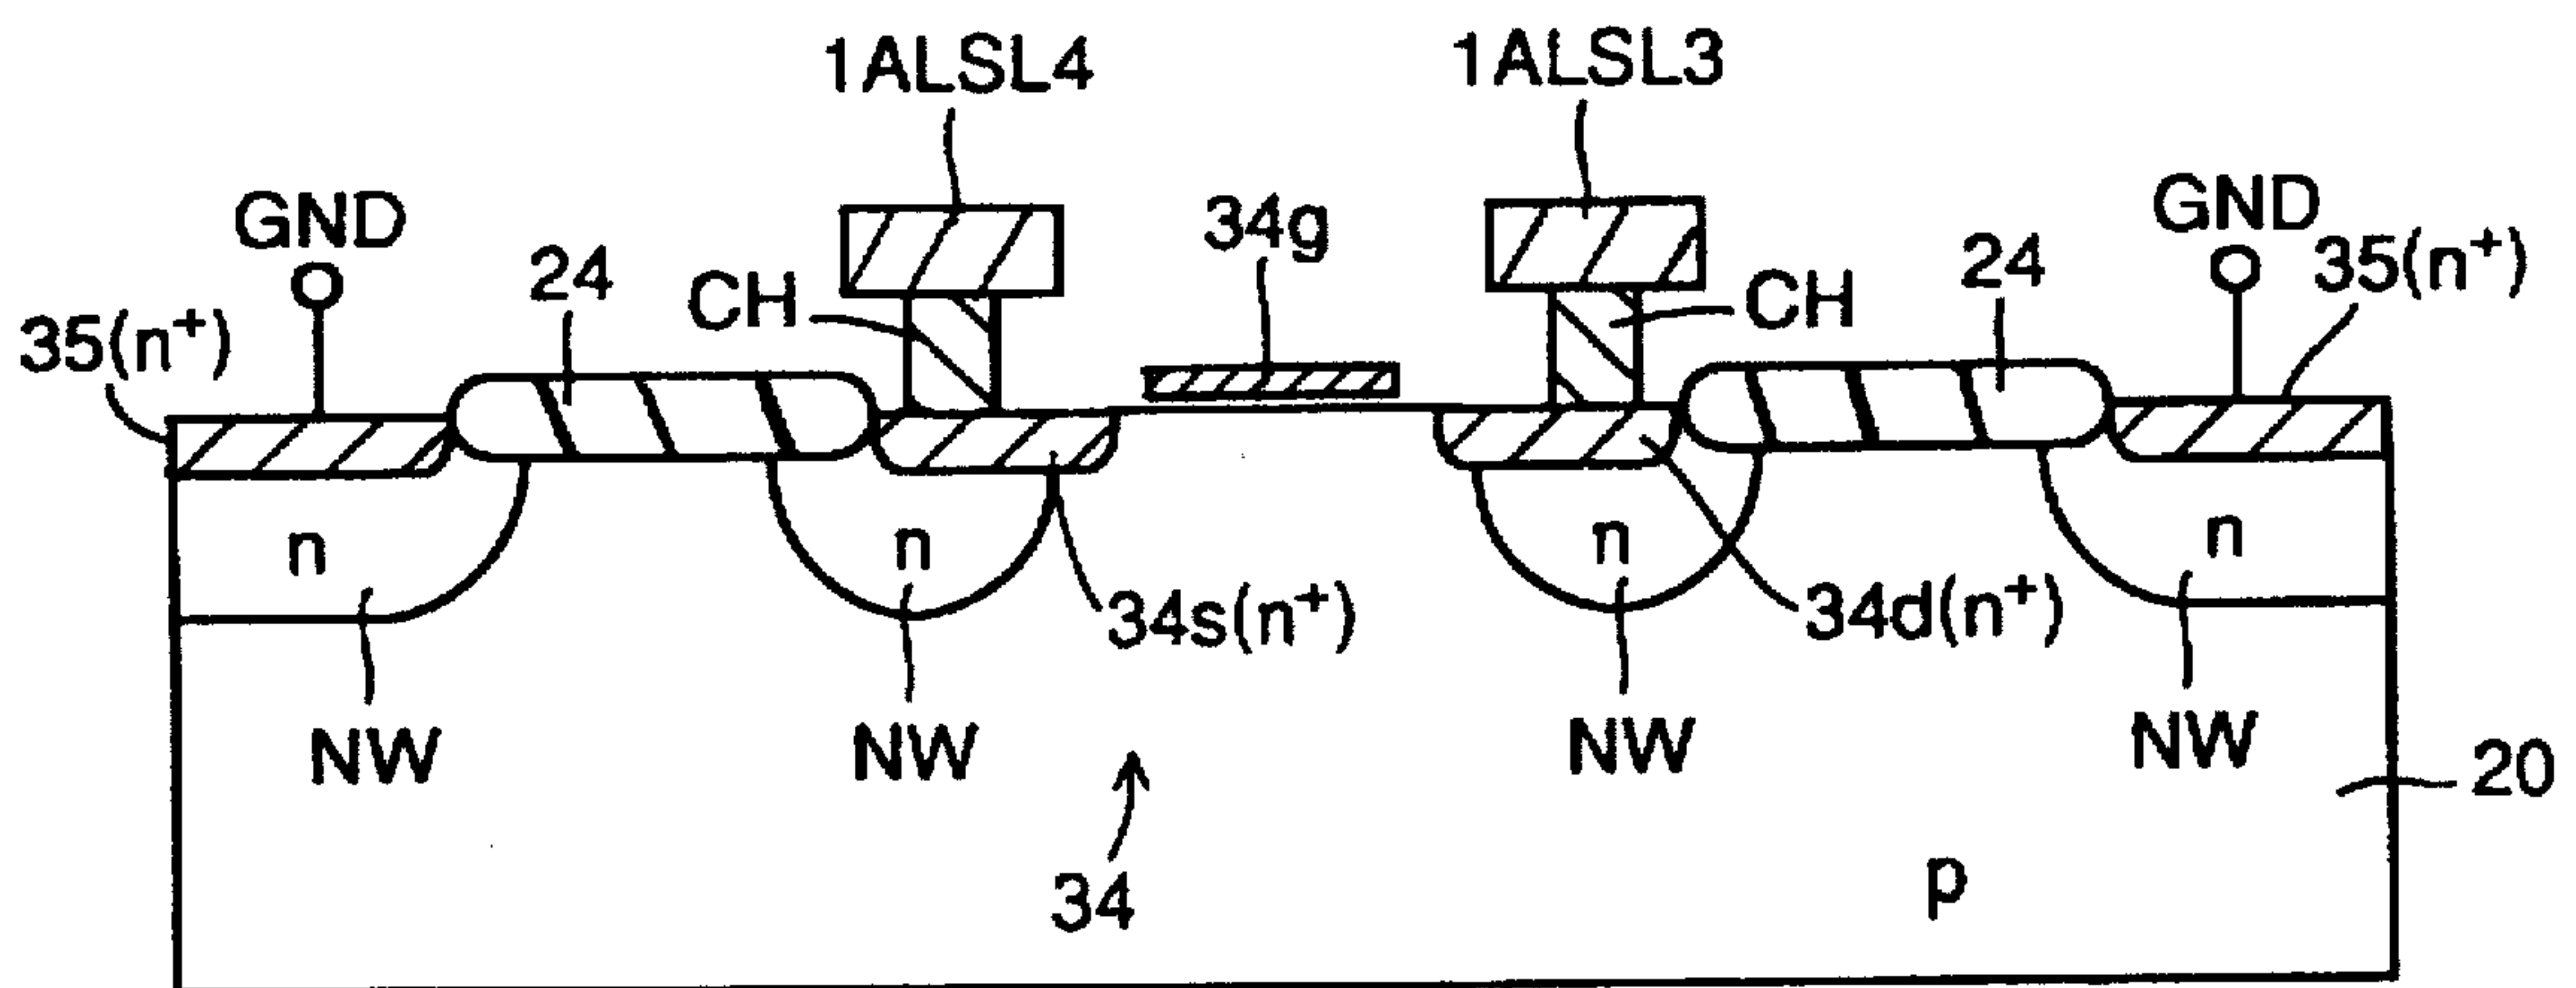 1ALSL4
1ALSL3
GND
24
CH
34g
CH
24
GND
35(n⁺)
35(n⁺)
n
n
n
n
34s(n⁺)
34d(n⁺)
NW
NW
NW
NW
20
34
p